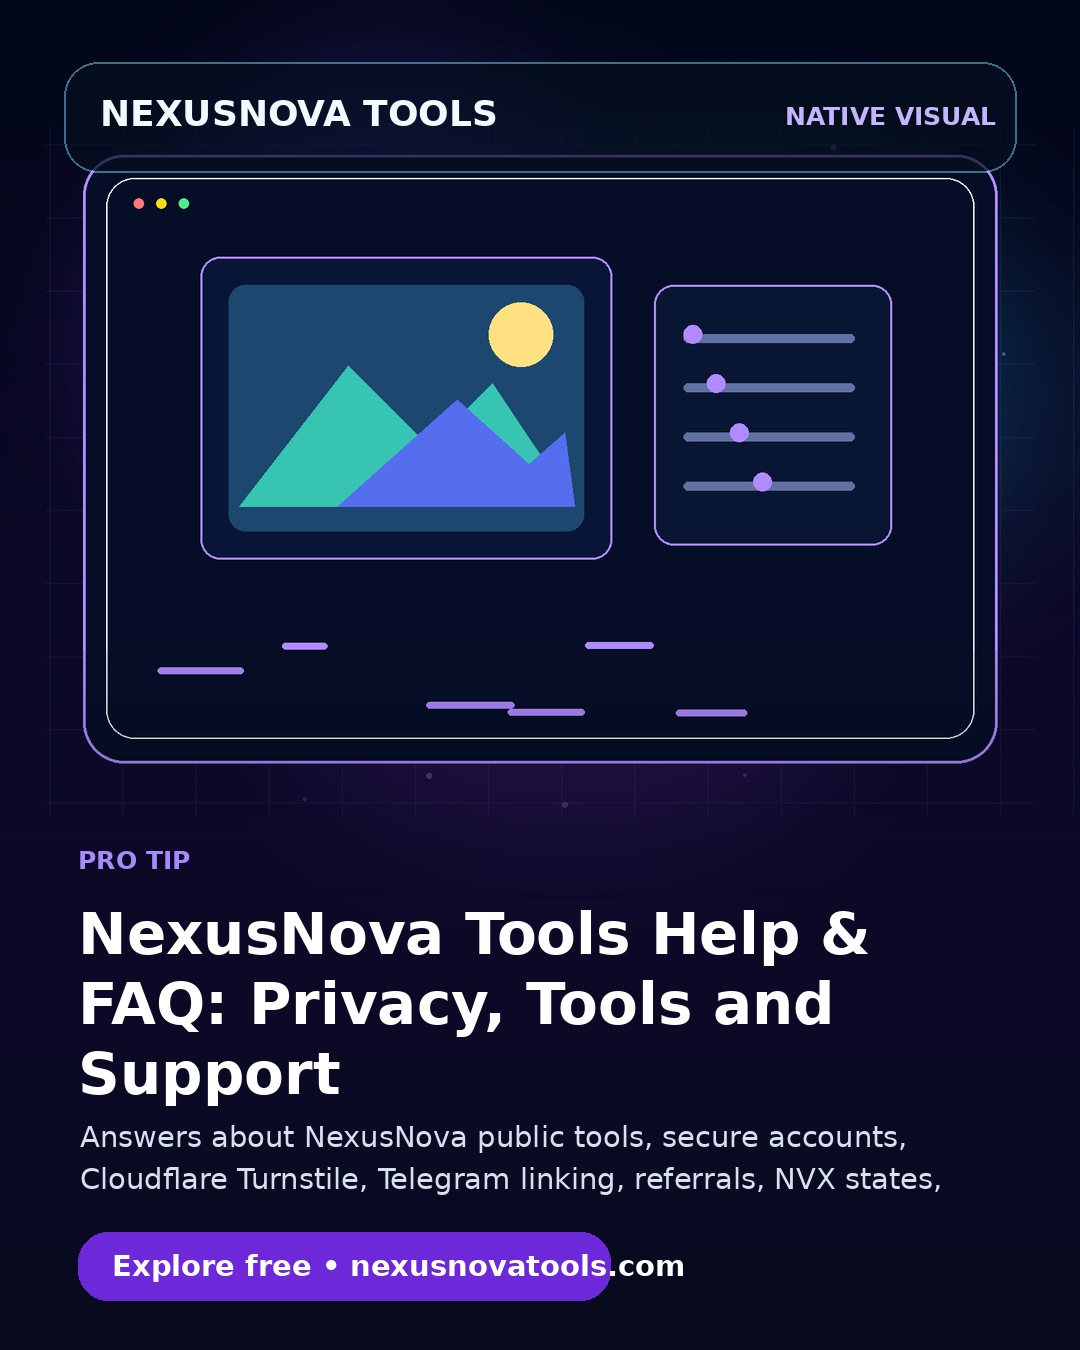 NEXUSNOVA TOOLS
NATIVE VISUAL
PRO TIP
NexusNova Tools Help &
FAQ: Privacy, Tools and
Support
Answers about NexusNova public tools, secure accounts,
Cloudflare Turnstile, Telegram linking, referrals, NVX states,
Explore free • nexusnovatools.com